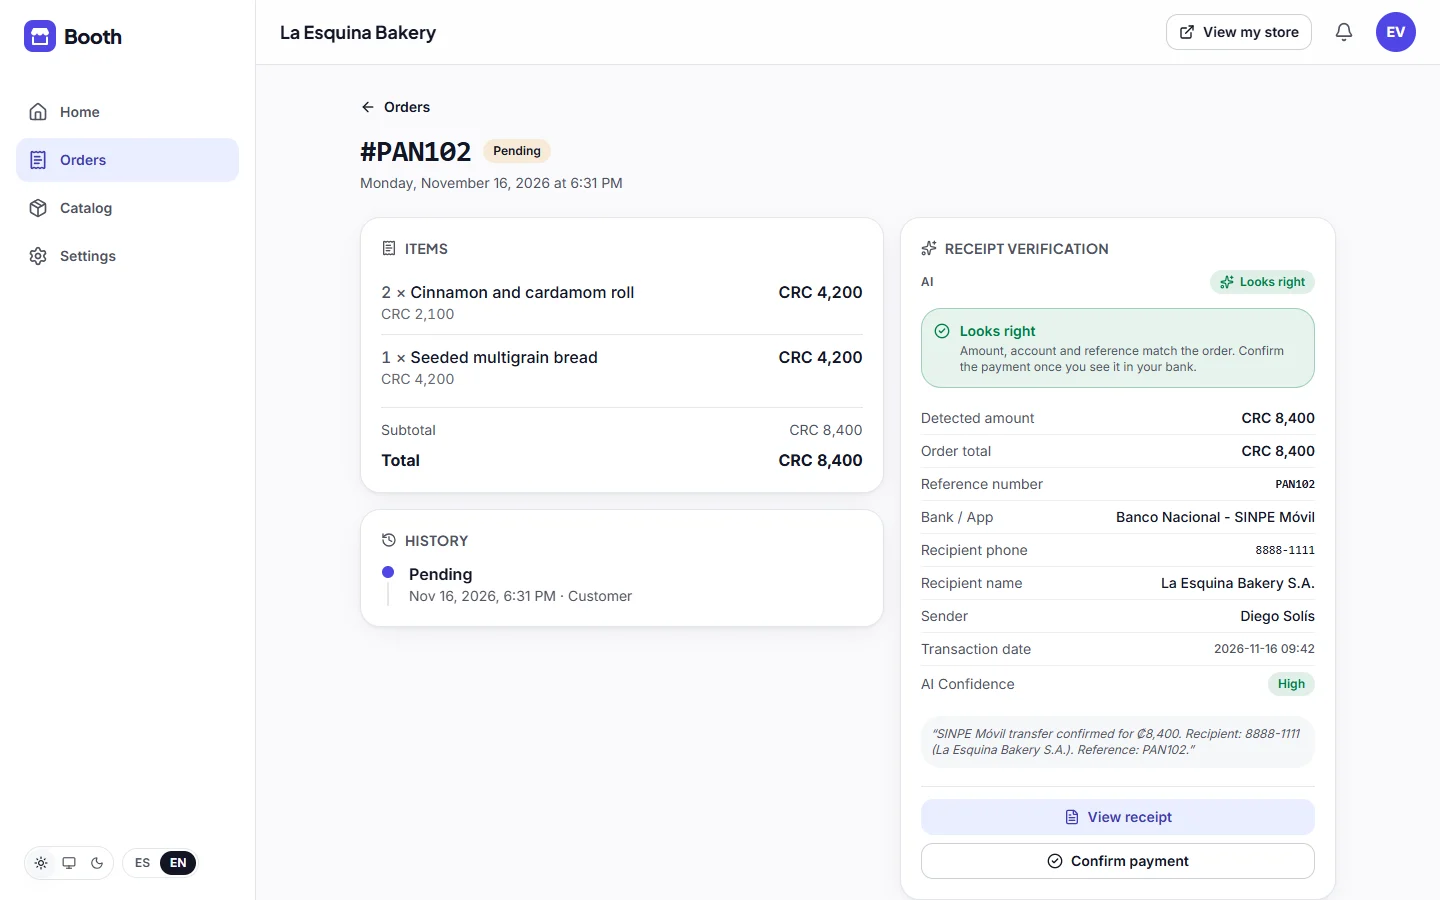 Booth
La Esquina Bakery
View my store
EV
Home
Orders
Catalog
Settings
Orders
#PAN102
Pending
Monday, November 16, 2026 at 6:31 PM
ITEMS
2 × Cinnamon and cardamom roll CRC 4,200
CRC 2,100
1 × Seeded multigrain bread CRC 4,200
CRC 4,200
Subtotal CRC 8,400
Total CRC 8,400
HISTORY
Pending
Nov 16, 2026, 6:31 PM · Customer
RECEIPT VERIFICATION
AI Looks right
Looks right
Amount, account and reference match the order. Confirm
the payment once you see it in your bank.
Detected amount CRC 8,400
Order total CRC 8,400
Reference number PAN102
Bank / App Banco Nacional - SINPE Móvil
Recipient phone 8888-1111
Recipient name La Esquina Bakery S.A.
Sender Diego Solís
Transaction date 2026-11-16 09:42
AI Confidence High
“SINPE Móvil transfer confirmed for ₡8,400. Recipient: 8888-1111
(La Esquina Bakery S.A.). Reference: PAN102.”
View receipt
Confirm payment
ES EN